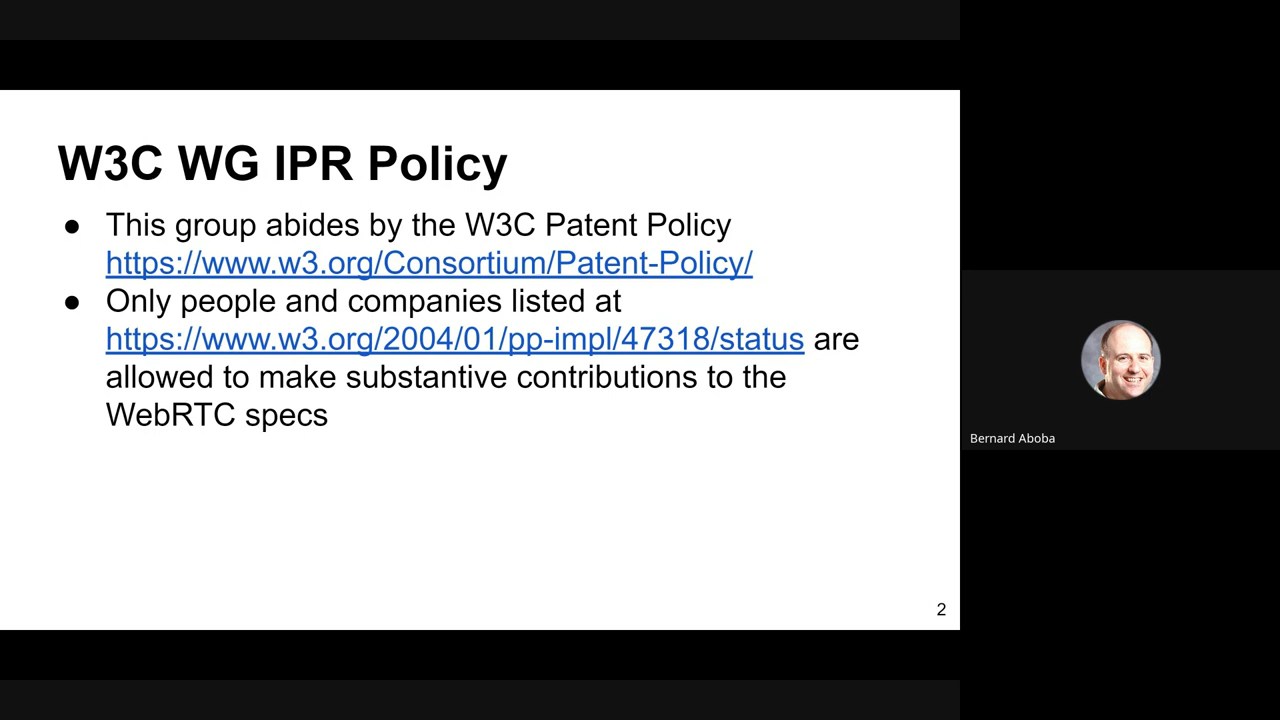 W3C WG IPR Policy
● This group abides by the W3C Patent Policy
https://www.w3.org/Consortium/Patent-Policy/
● Only people and companies listed at
https://www.w3.org/2004/01/pp-impl/47318/status are
allowed to make substantive contributions to the
WebRTC specs
2
Bernard Aboba